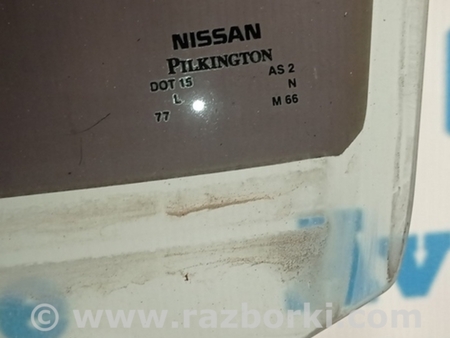 NISSAN
PILKINGTON
DOT 15 AS 2
L N
77 M 66
© www.razborki.com